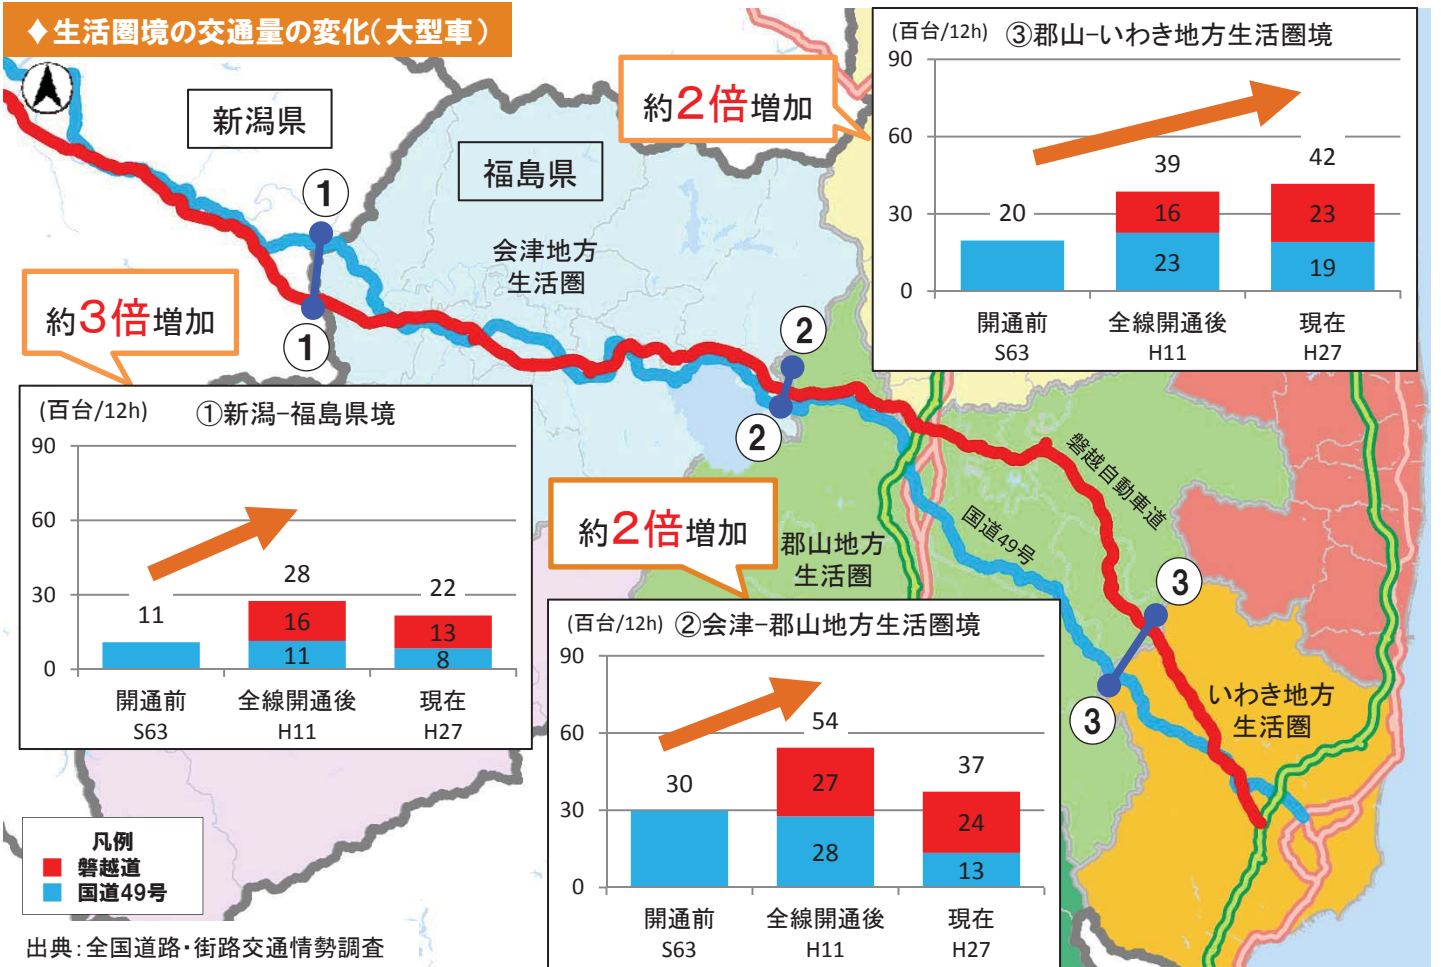 ♦生活圏境の交通量の変化(大型車)
新潟県
福島県
会津地方
生活圏
郡山地方
生活圏
いわき地方
生活圏
磐越自動車道
国道49号
1
1
2
2
3
3
約3倍増加
(百台/12h) ①新潟−福島県境
90
60
30
0
11
28
16
11
22
13
8
開通前 全線開通後 現在
S63 H11 H27
約2倍増加
(百台/12h) ②会津−郡山地方生活圏境
90
60
30
0
30
54
27
28
37
24
13
開通前 全線開通後 現在
S63 H11 H27
約2倍増加
(百台/12h) ③郡山−いわき地方生活圏境
90
60
30
0
20
39
16
23
42
23
19
開通前 全線開通後 現在
S63 H11 H27
凡例
磐越道
国道49号
出典:全国道路・街路交通情勢調査